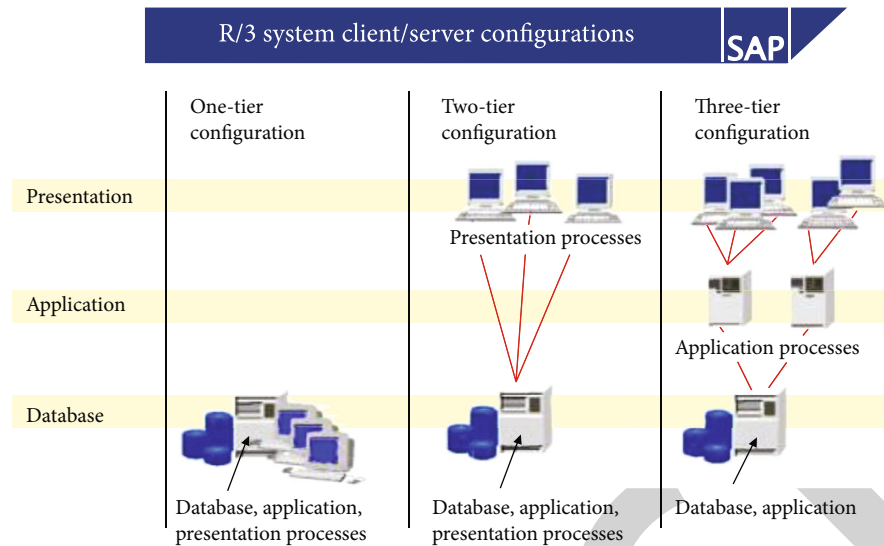 R/3 system client/server configurations
SAP
One-tier
configuration
Two-tier
configuration
Three-tier
configuration
Presentation
Presentation processes
Application
Application processes
Database
Database, application,
presentation processes
Database, application,
presentation processes
Database, application